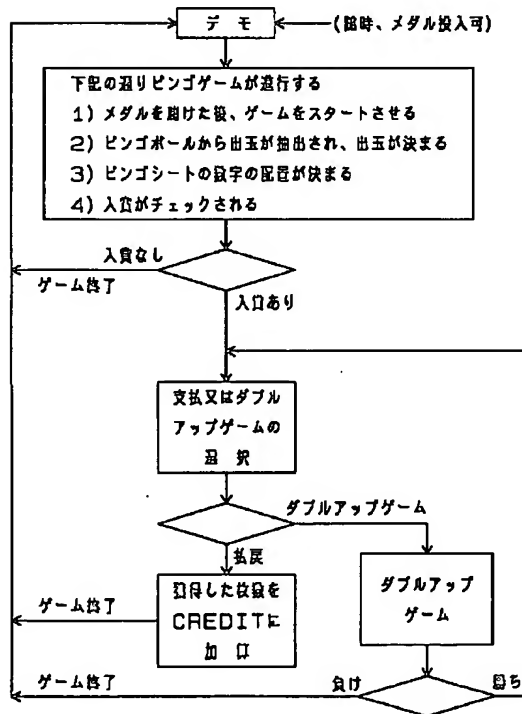 デモ
(随時、メダル投入可)
下記の通りビンゴゲームが進行する
1) メダルを賭けた後、ゲームをスタートさせる
2) ビンゴボールから出玉が抽出され、出玉が決まる
3) ビンゴシートの数字の配置が決まる
4) 入賞がチェックされる
入賞なし
ゲーム終了
入賞あり
支払又はダブル
アップゲームの
選択
ダブルアップゲーム
払戻
獲得した枚数を
CREDITに
加算
ゲーム終了
ダブルアップ
ゲーム
ゲーム終了
負け
勝ち